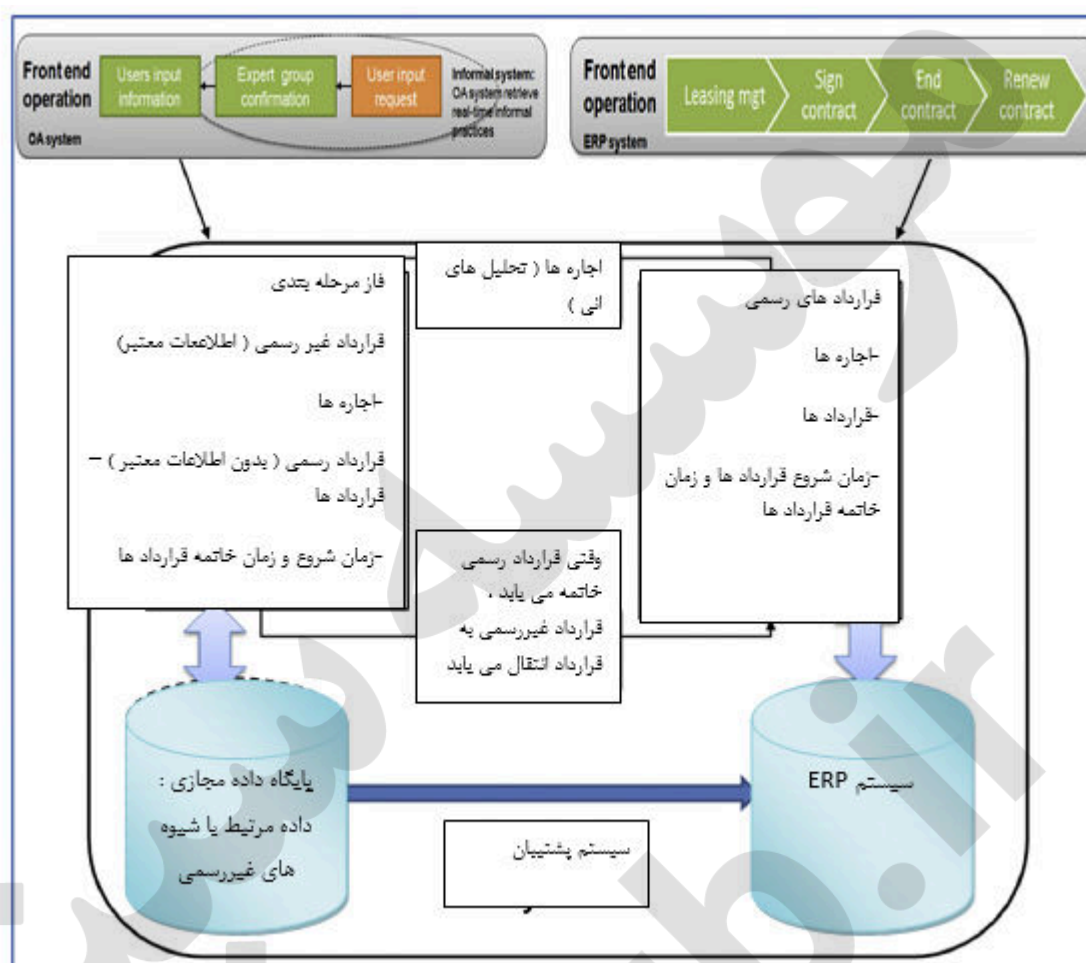 Front end
operation
OA system
Users input
information
Expert group
confirmation
User input
request
Informal system:
OA system retrieve
real-time informal
practices
Front end
operation
ERP system
Leasing mgt
Sign
contract
End
contract
Renew
contract
فاز مرحله بندی
قرارداد غیر رسمی ( اطلاععات معتبر)
-اجاره ها
قرارداد رسمی ( بدون اطلاعات معتبر ) –
قرارداد ها
-زمان شروع و زمان خاتمه قرارداد ها
اجاره ها ( تحلیل های
انی )
قرارداد های رسمی
-اجاره ها
-قرارداد ها
-زمان شروع قرارداد ها و زمان
خاتمه قرارداد ها
وقتی قرارداد رسمی
خاتمه می یابد ،
قرارداد غیررسمی به
قرارداد انتقال می یابد
پایگاه داده مجازی :
داده مرتبط با شیوه
های غیررسمی
سیستم ERP
سیستم پشتیبان